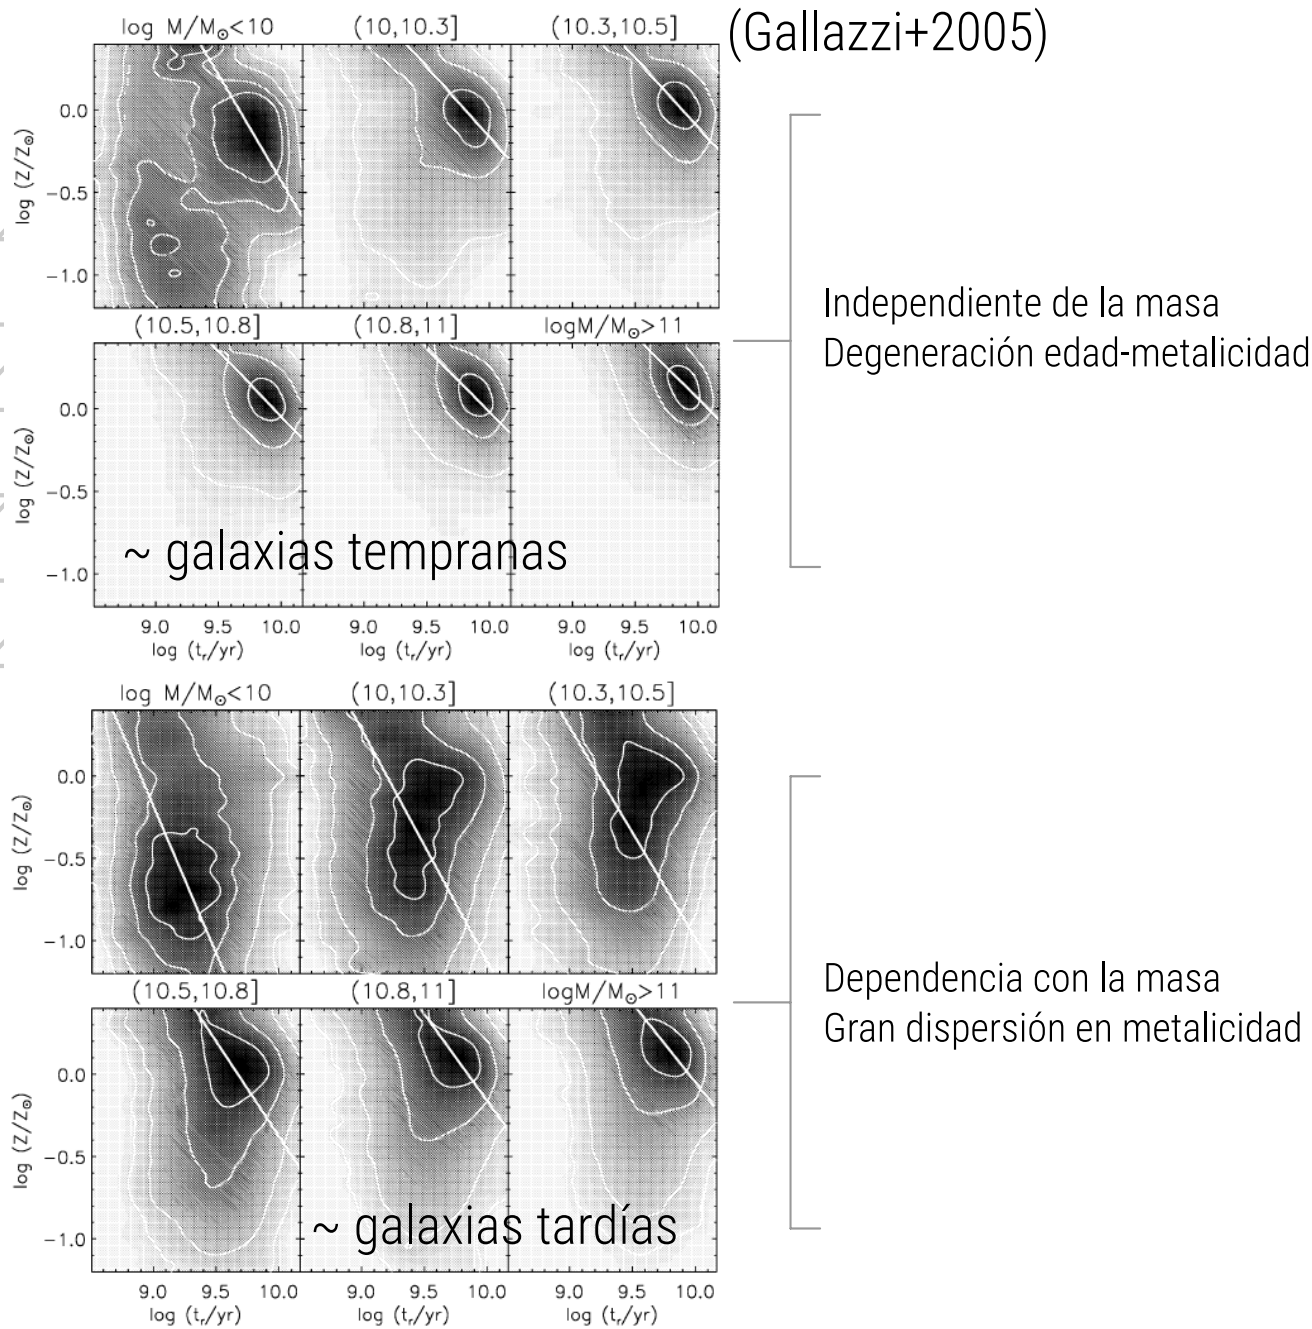 (Gallazzi+2005)
log M/M⊙<10 (10,10.3] (10.3,10.5]
0.0
−0.5
−1.0
log (Z/Z⊙)
(10.5,10.8] (10.8,11] logM/M⊙>11
0.0
−0.5
−1.0
log (Z/Z⊙)
~ galaxias tempranas
9.0 9.5 10.0 9.0 9.5 10.0 9.0 9.5 10.0
log (tᵣ/yr) log (tᵣ/yr) log (tᵣ/yr)
Independiente de la masa
Degeneración edad-metalicidad
log M/M⊙<10 (10,10.3] (10.3,10.5]
0.0
−0.5
−1.0
log (Z/Z⊙)
(10.5,10.8] (10.8,11] logM/M⊙>11
0.0
−0.5
−1.0
log (Z/Z⊙)
~ galaxias tardías
9.0 9.5 10.0 9.0 9.5 10.0 9.0 9.5 10.0
log (tᵣ/yr) log (tᵣ/yr) log (tᵣ/yr)
Dependencia con la masa
Gran dispersión en metalicidad